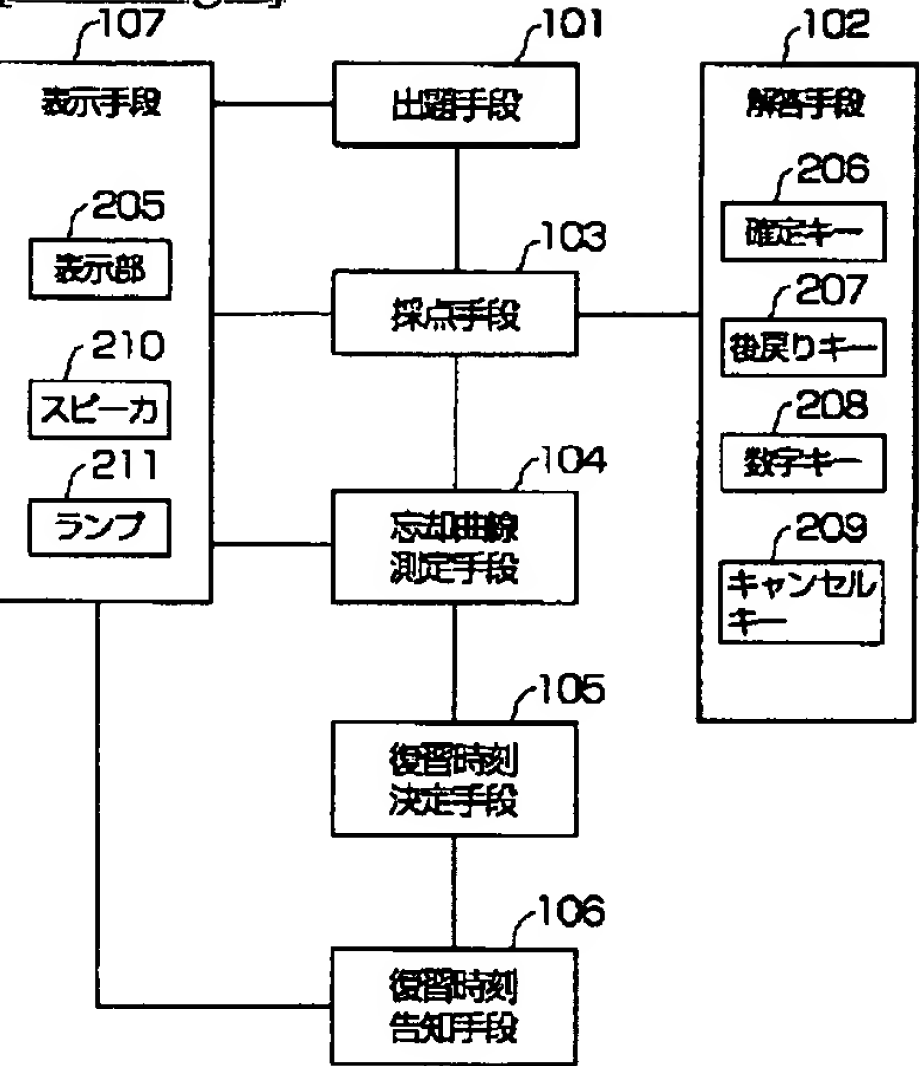 107
表示手段
205
表示部
210
スピーカ
211
ランプ
101
出題手段
103
採点手段
104
忘却曲線
測定手段
105
復習時刻
決定手段
106
復習時刻
告知手段
102
解答手段
206
確定キー
207
後戻りキー
208
数字キー
209
キャンセル
キー